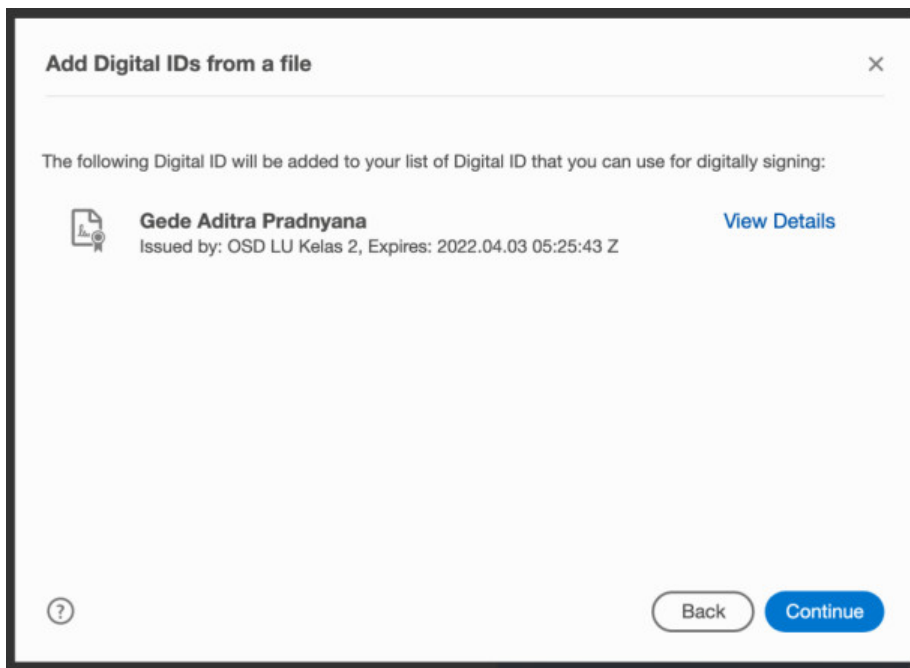 Add Digital IDs from a file
The following Digital ID will be added to your list of Digital ID that you can use for digitally signing:
Gede Aditra Pradnyana
View Details
Issued by: OSD LU Kelas 2, Expires: 2022.04.03 05:25:43 Z
?
Back
Continue